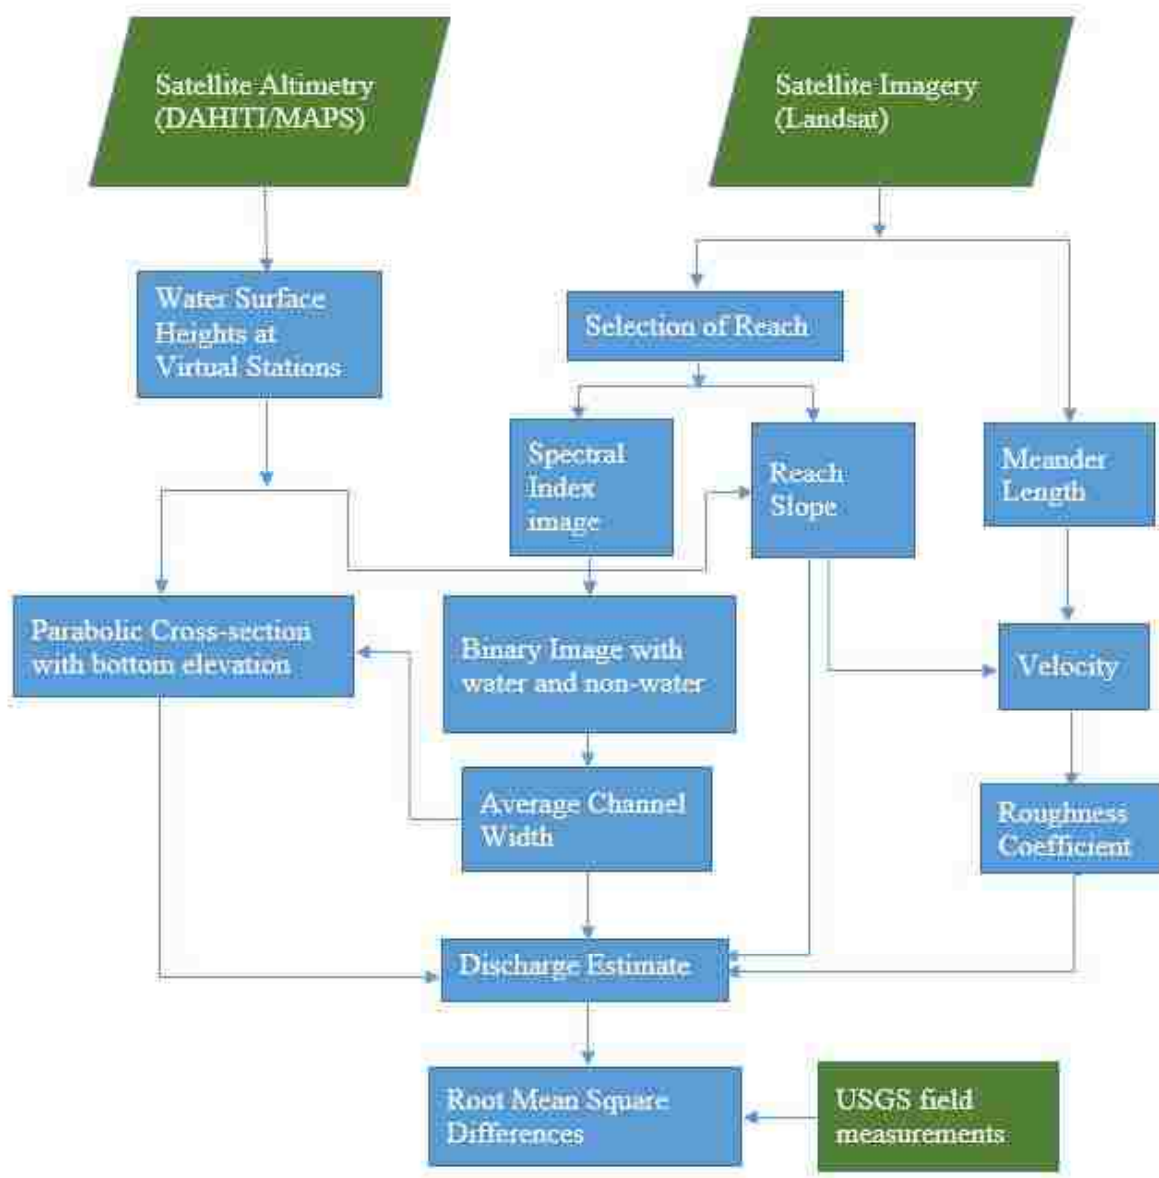 Satellite Altimetry
(DAHITI/MAPS)
Satellite Imagery
(Landsat)
Water Surface
Heights at
Virtual Stations
Selection of Reach
Spectral
Index
image
Reach
Slope
Meander
Length
Parabolic Cross-section
with bottom elevation
Binary Image with
water and non-water
Velocity
Average Channel
Width
Roughness
Coefficient
Discharge Estimate
Root Mean Square
Differences
USGS field
measurements